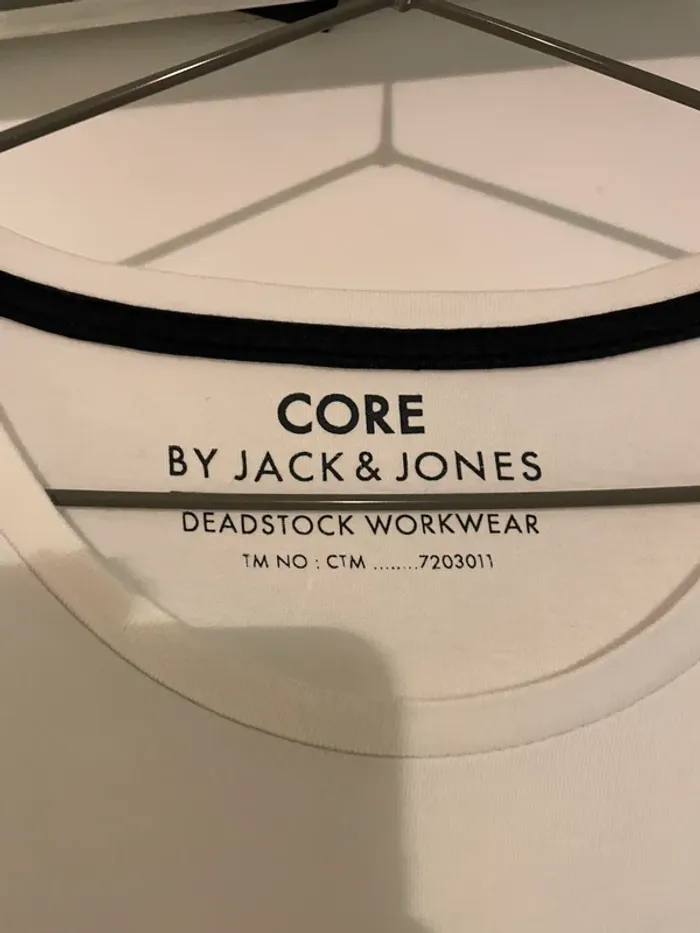 CORE
BY JACK & JONES
DEADSTOCK WORKWEAR
TM NO : CTM ........7203011